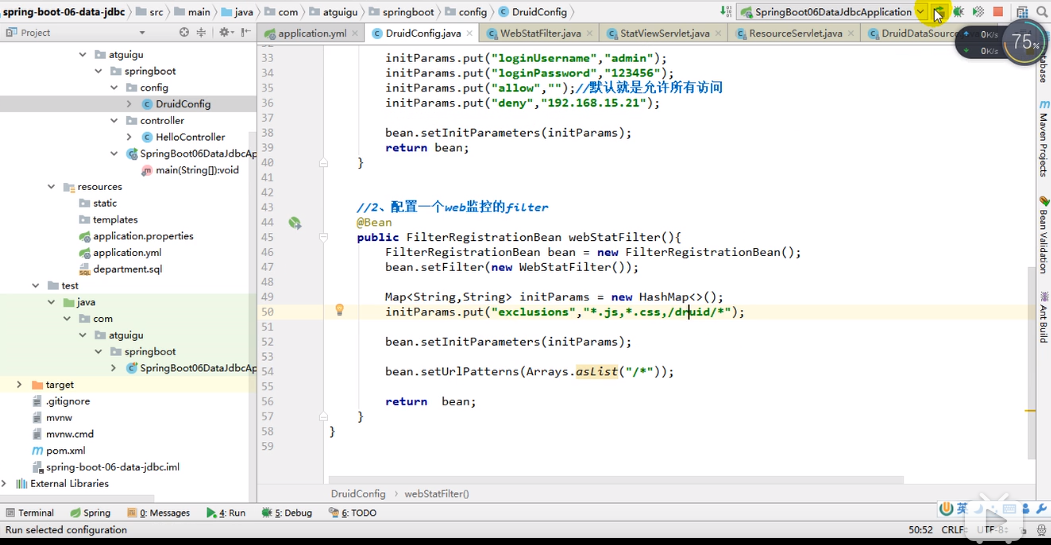 spring-boot-06-data-jdbc src main java com atguigu springboot config DruidConfig SpringBoot06DataJdbcApplication
Project application.yml DruidConfig.java WebStatFilter.java StatViewServlet.java ResourceServlet.java DruidDataSourc
0K/s
0K/s
75%
atguigu
springboot
config
DruidConfig
controller
HelloController
SpringBoot06DataJdbcAp
main(String[]):void
resources
static
templates
application.properties
application.yml
department.sql
test
java
com
atguigu
springboot
SpringBoot06DataJdbcAp
target
.gitignore
mvnw
mvnw.cmd
pom.xml
spring-boot-06-data-jdbc.iml
External Libraries
33 initParams.put("loginUsername","admin");
34 initParams.put("loginPassword","123456");
35 initParams.put("allow","");//默认就是允许所有访问
36 initParams.put("deny","192.168.15.21");
37
38 bean.setInitParameters(initParams);
39 return bean;
40 }
41
42
43 //2、配置一个web监控的filter
44 @Bean
45 public FilterRegistrationBean webStatFilter(){
46 FilterRegistrationBean bean = new FilterRegistrationBean();
47 bean.setFilter(new WebStatFilter());
48
49 Map<String,String> initParams = new HashMap<>();
50 initParams.put("exclusions","*.js,*.css,/druid/*");
51
52 bean.setInitParameters(initParams);
53
54 bean.setUrlPatterns(Arrays.asList("/*"));
55
56 return bean;
57 }
58 }
59
DruidConfig webStatFilter()
Maven Projects
Bean Validation
Ant Build
Terminal Spring 0: Messages 4: Run 5: Debug 6: TODO
英
Run selected configuration 50:52 CRLF: UTF-8: